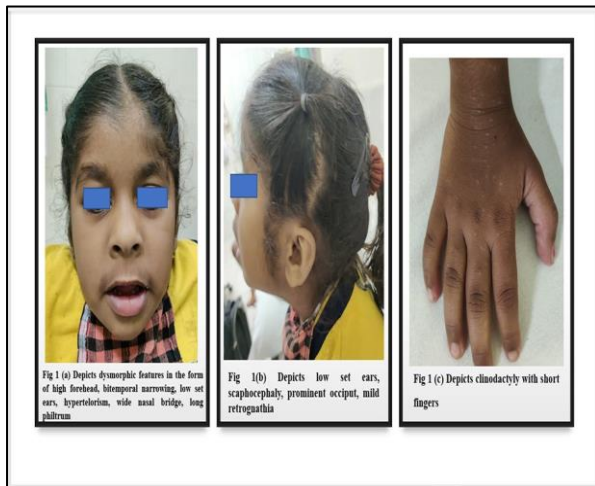 Fig 1 (a) Depicts dysmorphic features in the form
of high forehead, bitemporal narrowing, low set
ears, hypertelorism, wide nasal bridge, long
philtrum
Fig 1(b) Depicts low set ears,
scaphocephaly, prominent occiput, mild
retrognathia
Fig 1 (c) Depicts clinodactyly with short
fingers